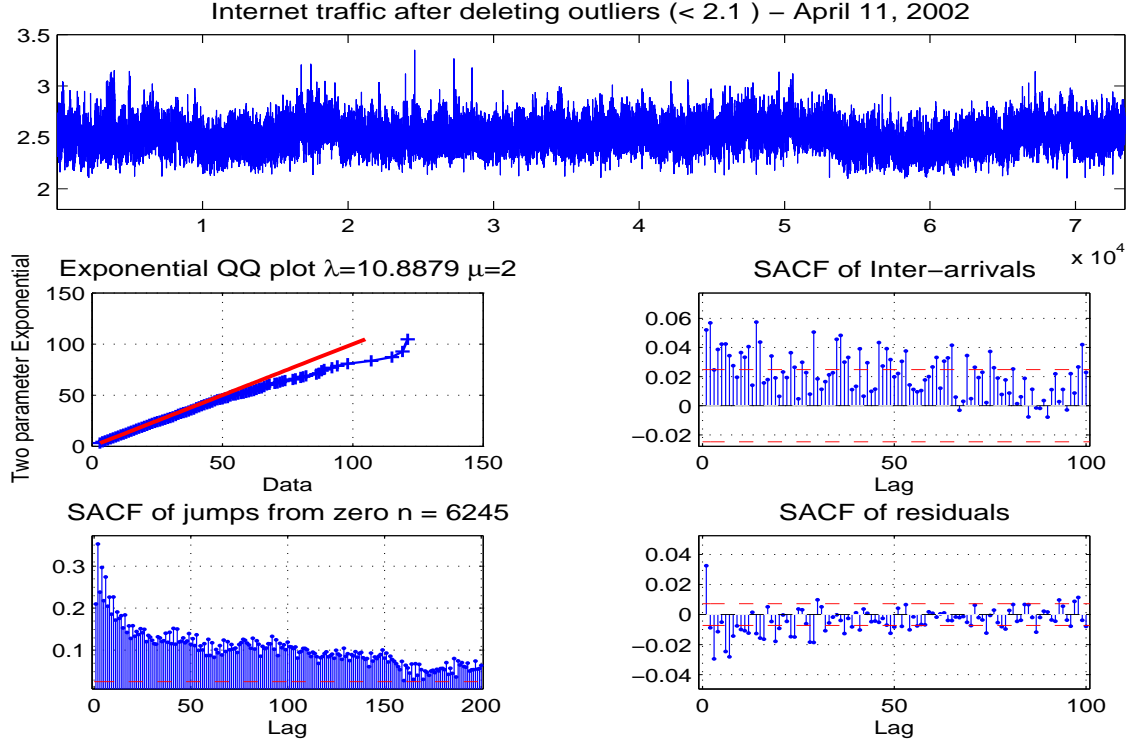 Internet traffic after deleting outliers (< 2.1 ) − April 11, 2002
3.5
3
2.5
2
1 2 3 4 5 6 7
x 10^4
Exponential QQ plot λ=10.8879 μ=2
Two parameter Exponential
150
100
50
0
0 50 100 150
Data
SACF of Inter−arrivals
0.06
0.04
0.02
0
−0.02
0 50 100
Lag
SACF of jumps from zero n = 6245
0.3
0.2
0.1
0 50 100 150 200
Lag
SACF of residuals
0.04
0.02
0
−0.02
−0.04
0 50 100
Lag